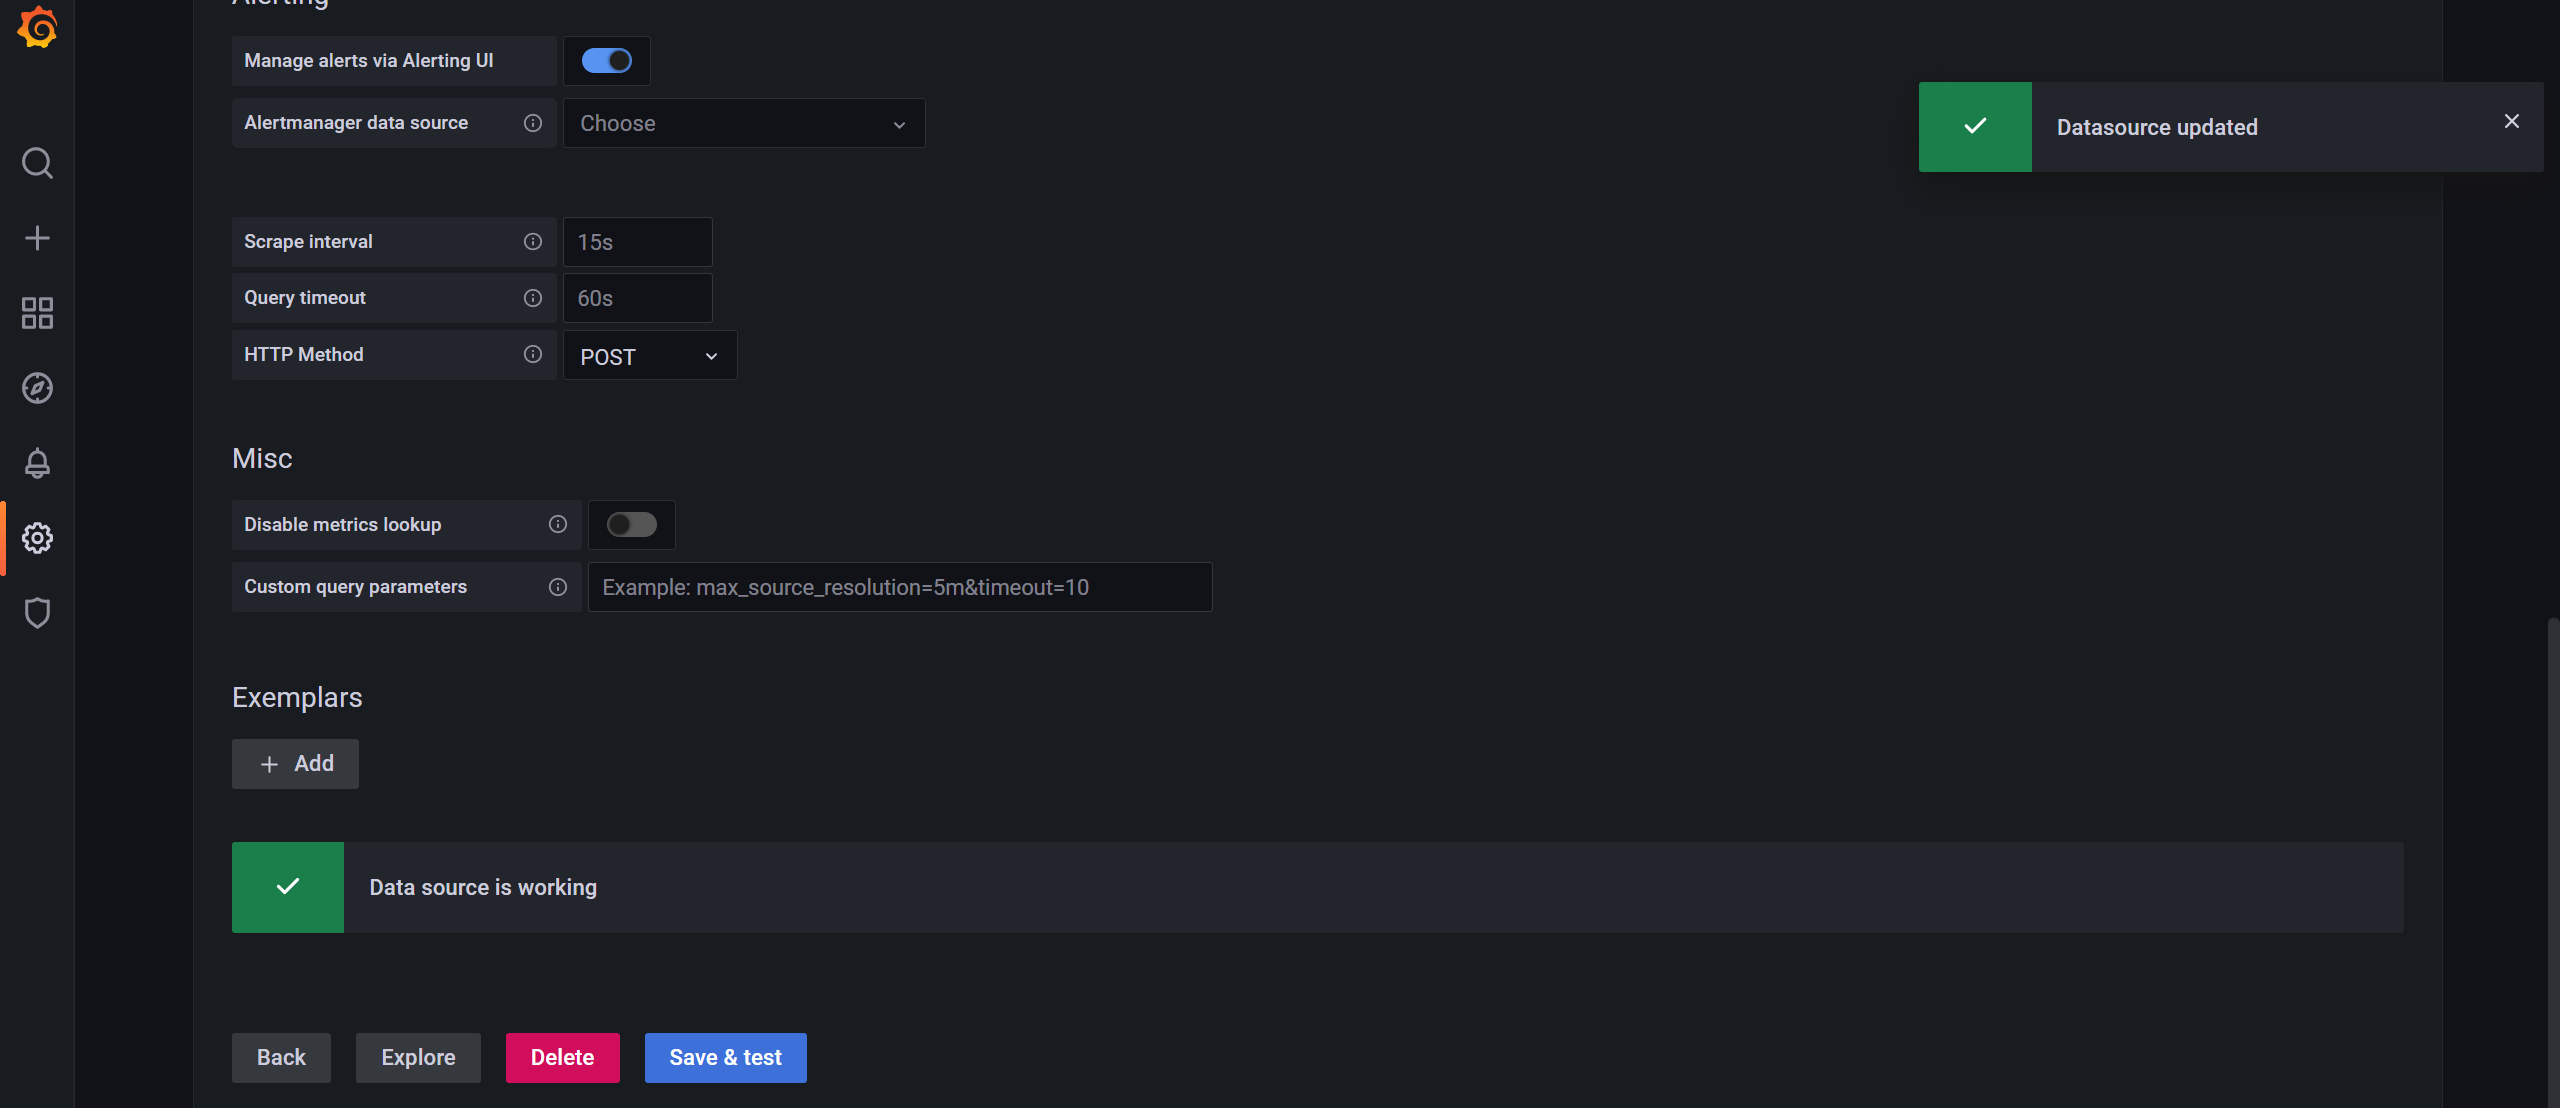 Alerting
Manage alerts via Alerting UI
Alertmanager data source Choose
Datasource updated
Scrape interval 15s
Query timeout 60s
HTTP Method POST
Misc
Disable metrics lookup
Custom query parameters Example: max_source_resolution=5m&timeout=10
Exemplars
Add
Data source is working
Back Explore Delete Save & test